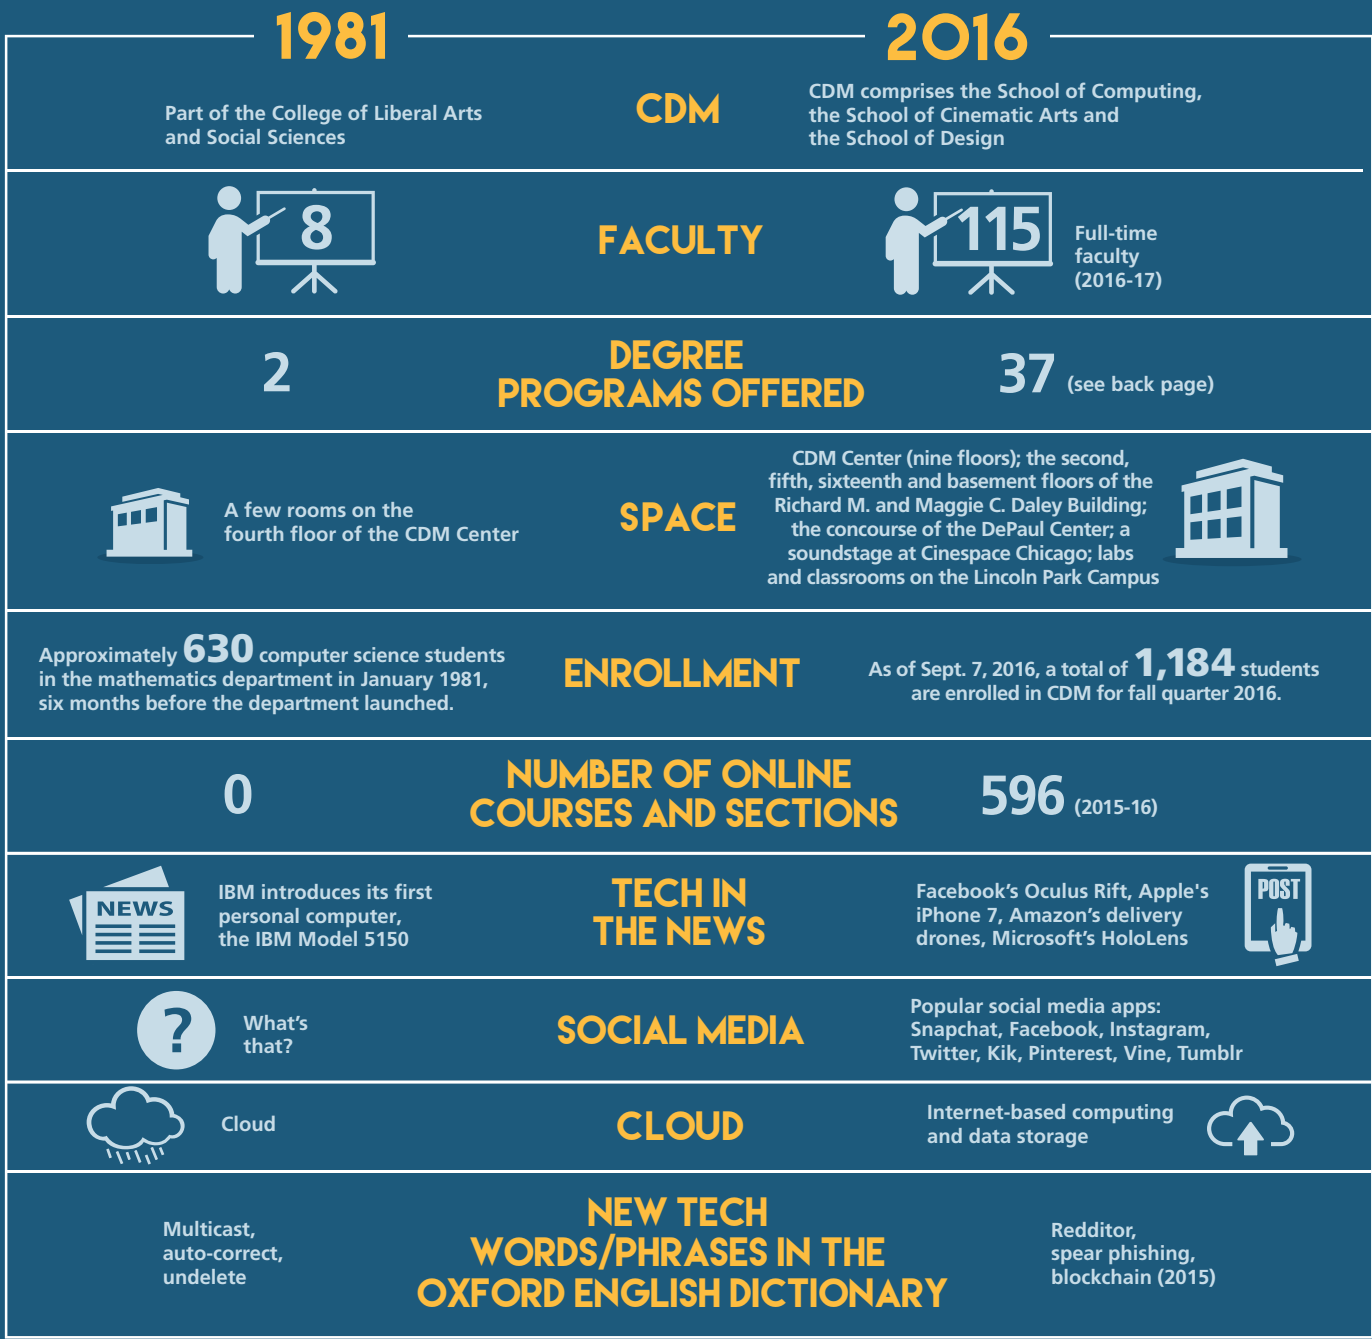 1981
2016
Part of the College of Liberal Arts
and Social Sciences
CDM
CDM comprises the School of Computing,
the School of Cinematic Arts and
the School of Design
8
FACULTY
115
Full-time
faculty
(2016-17)
2
DEGREE
PROGRAMS OFFERED
37 (see back page)
A few rooms on the
fourth floor of the CDM Center
SPACE
CDM Center (nine floors); the second,
fifth, sixteenth and basement floors of the
Richard M. and Maggie C. Daley Building;
the concourse of the DePaul Center; a
soundstage at Cinespace Chicago; labs
and classrooms on the Lincoln Park Campus
Approximately 630 computer science students
in the mathematics department in January 1981,
six months before the department launched.
ENROLLMENT
As of Sept. 7, 2016, a total of 1,184 students
are enrolled in CDM for fall quarter 2016.
0
NUMBER OF ONLINE
COURSES AND SECTIONS
596 (2015-16)
NEWS
IBM introduces its first
personal computer,
the IBM Model 5150
TECH IN
THE NEWS
Facebook’s Oculus Rift, Apple's
iPhone 7, Amazon’s delivery
drones, Microsoft’s HoloLens
POST
?
What’s
that?
SOCIAL MEDIA
Popular social media apps:
Snapchat, Facebook, Instagram,
Twitter, Kik, Pinterest, Vine, Tumblr
Cloud
CLOUD
Internet-based computing
and data storage
Multicast,
auto-correct,
undelete
NEW TECH
WORDS/PHRASES IN THE
OXFORD ENGLISH DICTIONARY
Redditor,
spear phishing,
blockchain (2015)